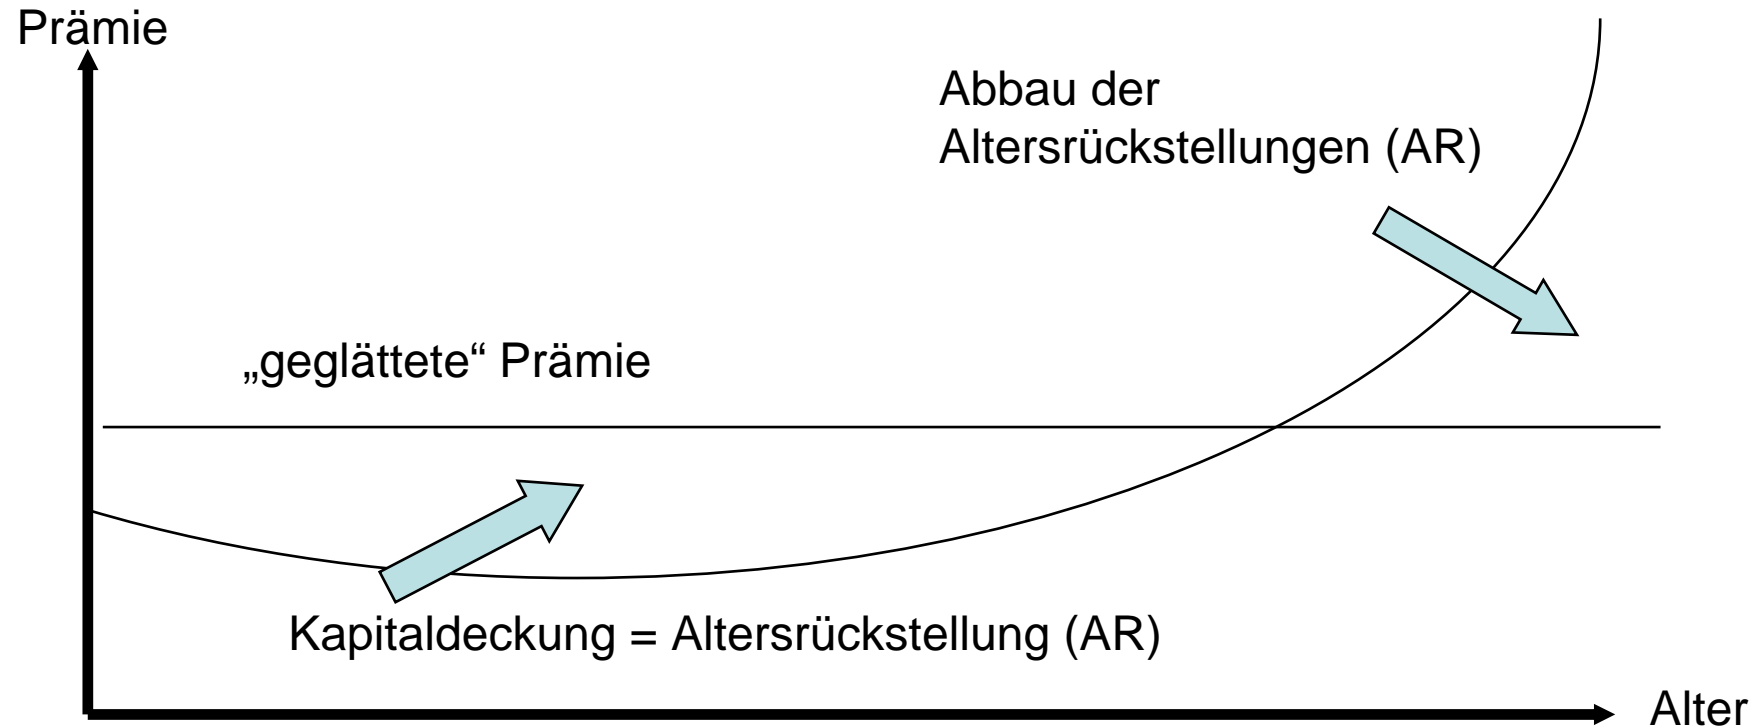 Prämie
Abbau der
Altersrückstellungen (AR)
„geglättete“ Prämie
Kapitaldeckung = Altersrückstellung (AR)
Alter